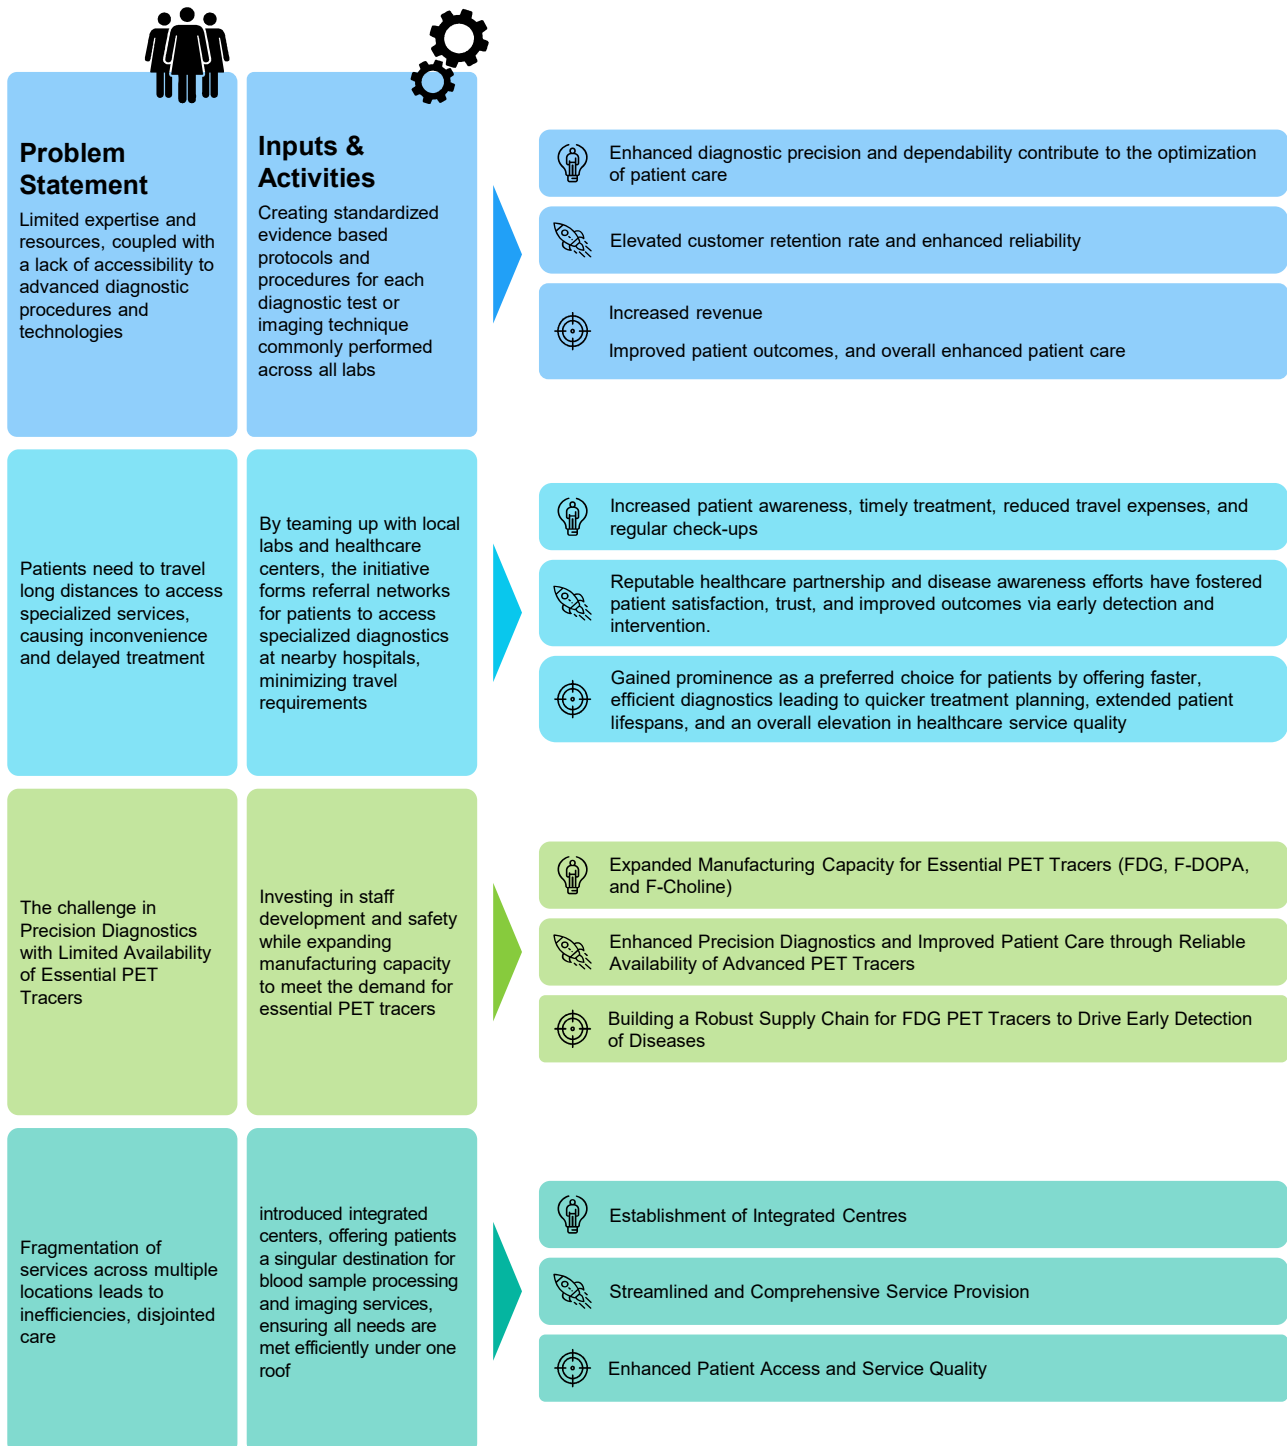 Problem
Statement
Limited expertise and
resources, coupled with
a lack of accessibility to
advanced diagnostic
procedures and
technologies
Inputs &
Activities
Creating standardized
evidence based
protocols and
procedures for each
diagnostic test or
imaging technique
commonly performed
across all labs
Enhanced diagnostic precision and dependability contribute to the optimization
of patient care
Elevated customer retention rate and enhanced reliability
Increased revenue
Improved patient outcomes, and overall enhanced patient care
Patients need to travel
long distances to access
specialized services,
causing inconvenience
and delayed treatment
By teaming up with local
labs and healthcare
centers, the initiative
forms referral networks
for patients to access
specialized diagnostics
at nearby hospitals,
minimizing travel
requirements
Increased patient awareness, timely treatment, reduced travel expenses, and
regular check-ups
Reputable healthcare partnership and disease awareness efforts have fostered
patient satisfaction, trust, and improved outcomes via early detection and
intervention.
Gained prominence as a preferred choice for patients by offering faster,
efficient diagnostics leading to quicker treatment planning, extended patient
lifespans, and an overall elevation in healthcare service quality
The challenge in
Precision Diagnostics
with Limited Availability
of Essential PET
Tracers
Investing in staff
development and safety
while expanding
manufacturing capacity
to meet the demand for
essential PET tracers
Expanded Manufacturing Capacity for Essential PET Tracers (FDG, F-DOPA,
and F-Choline)
Enhanced Precision Diagnostics and Improved Patient Care through Reliable
Availability of Advanced PET Tracers
Building a Robust Supply Chain for FDG PET Tracers to Drive Early Detection
of Diseases
Fragmentation of
services across multiple
locations leads to
inefficiencies, disjointed
care
introduced integrated
centers, offering patients
a singular destination for
blood sample processing
and imaging services,
ensuring all needs are
met efficiently under one
roof
Establishment of Integrated Centres
Streamlined and Comprehensive Service Provision
Enhanced Patient Access and Service Quality